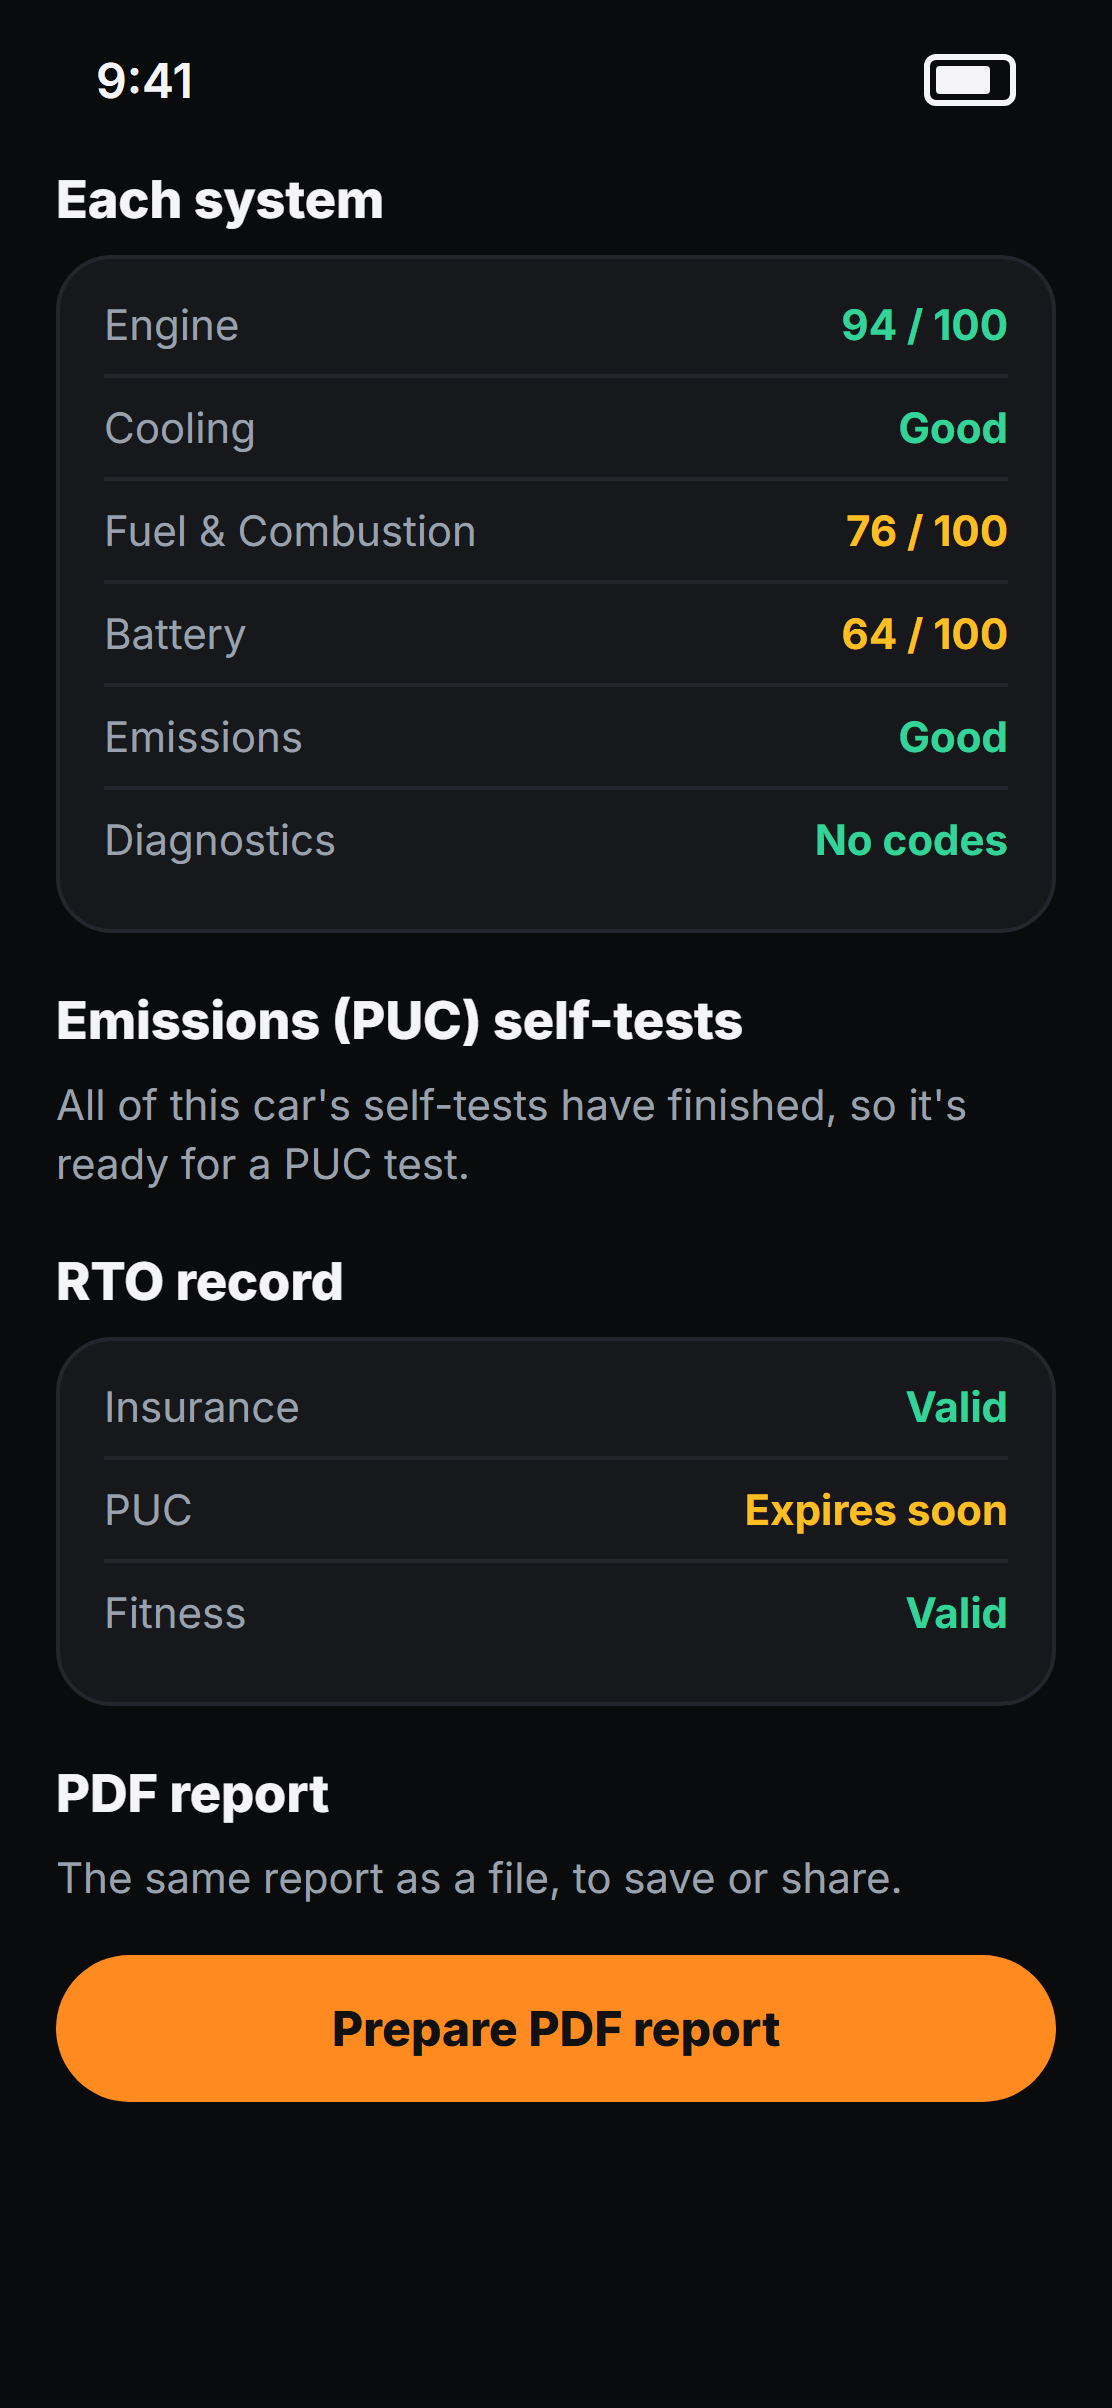 9:41
Each system
Engine 94 / 100
Cooling Good
Fuel & Combustion 76 / 100
Battery 64 / 100
Emissions Good
Diagnostics No codes
Emissions (PUC) self-tests
All of this car's self-tests have finished, so it's
ready for a PUC test.
RTO record
Insurance Valid
PUC Expires soon
Fitness Valid
PDF report
The same report as a file, to save or share.
Prepare PDF report